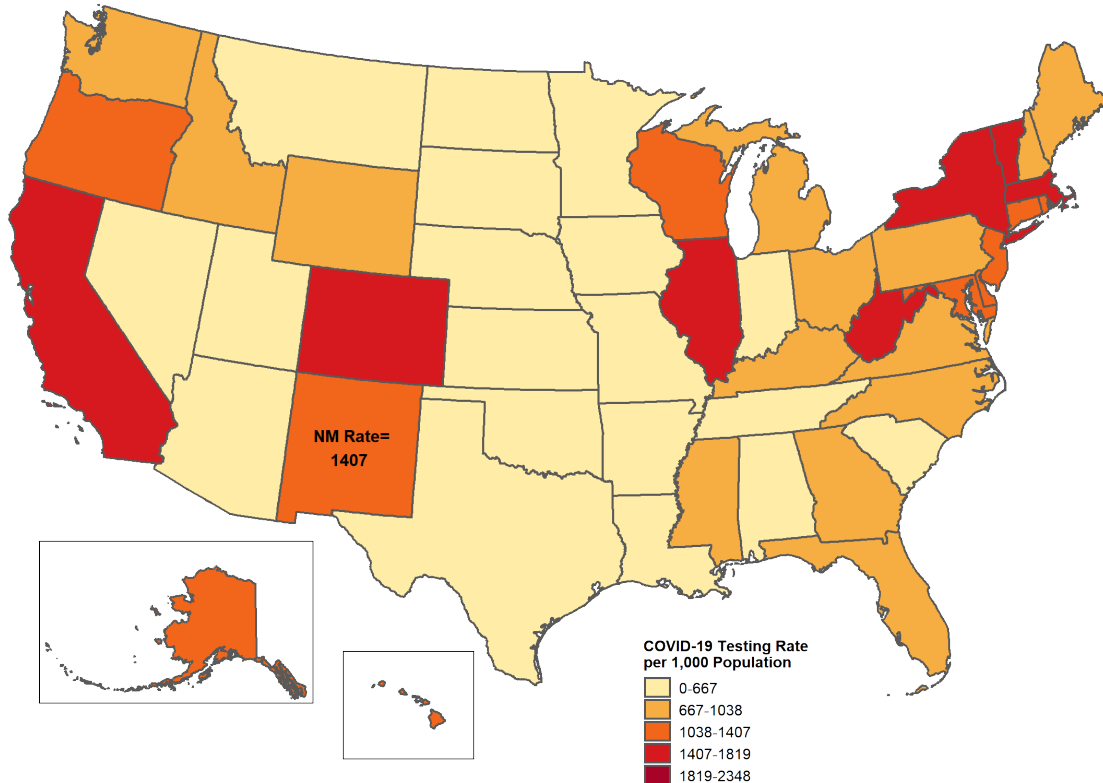 NM Rate=
1407
COVID-19 Testing Rate
per 1,000 Population
0-667
667-1038
1038-1407
1407-1819
1819-2348